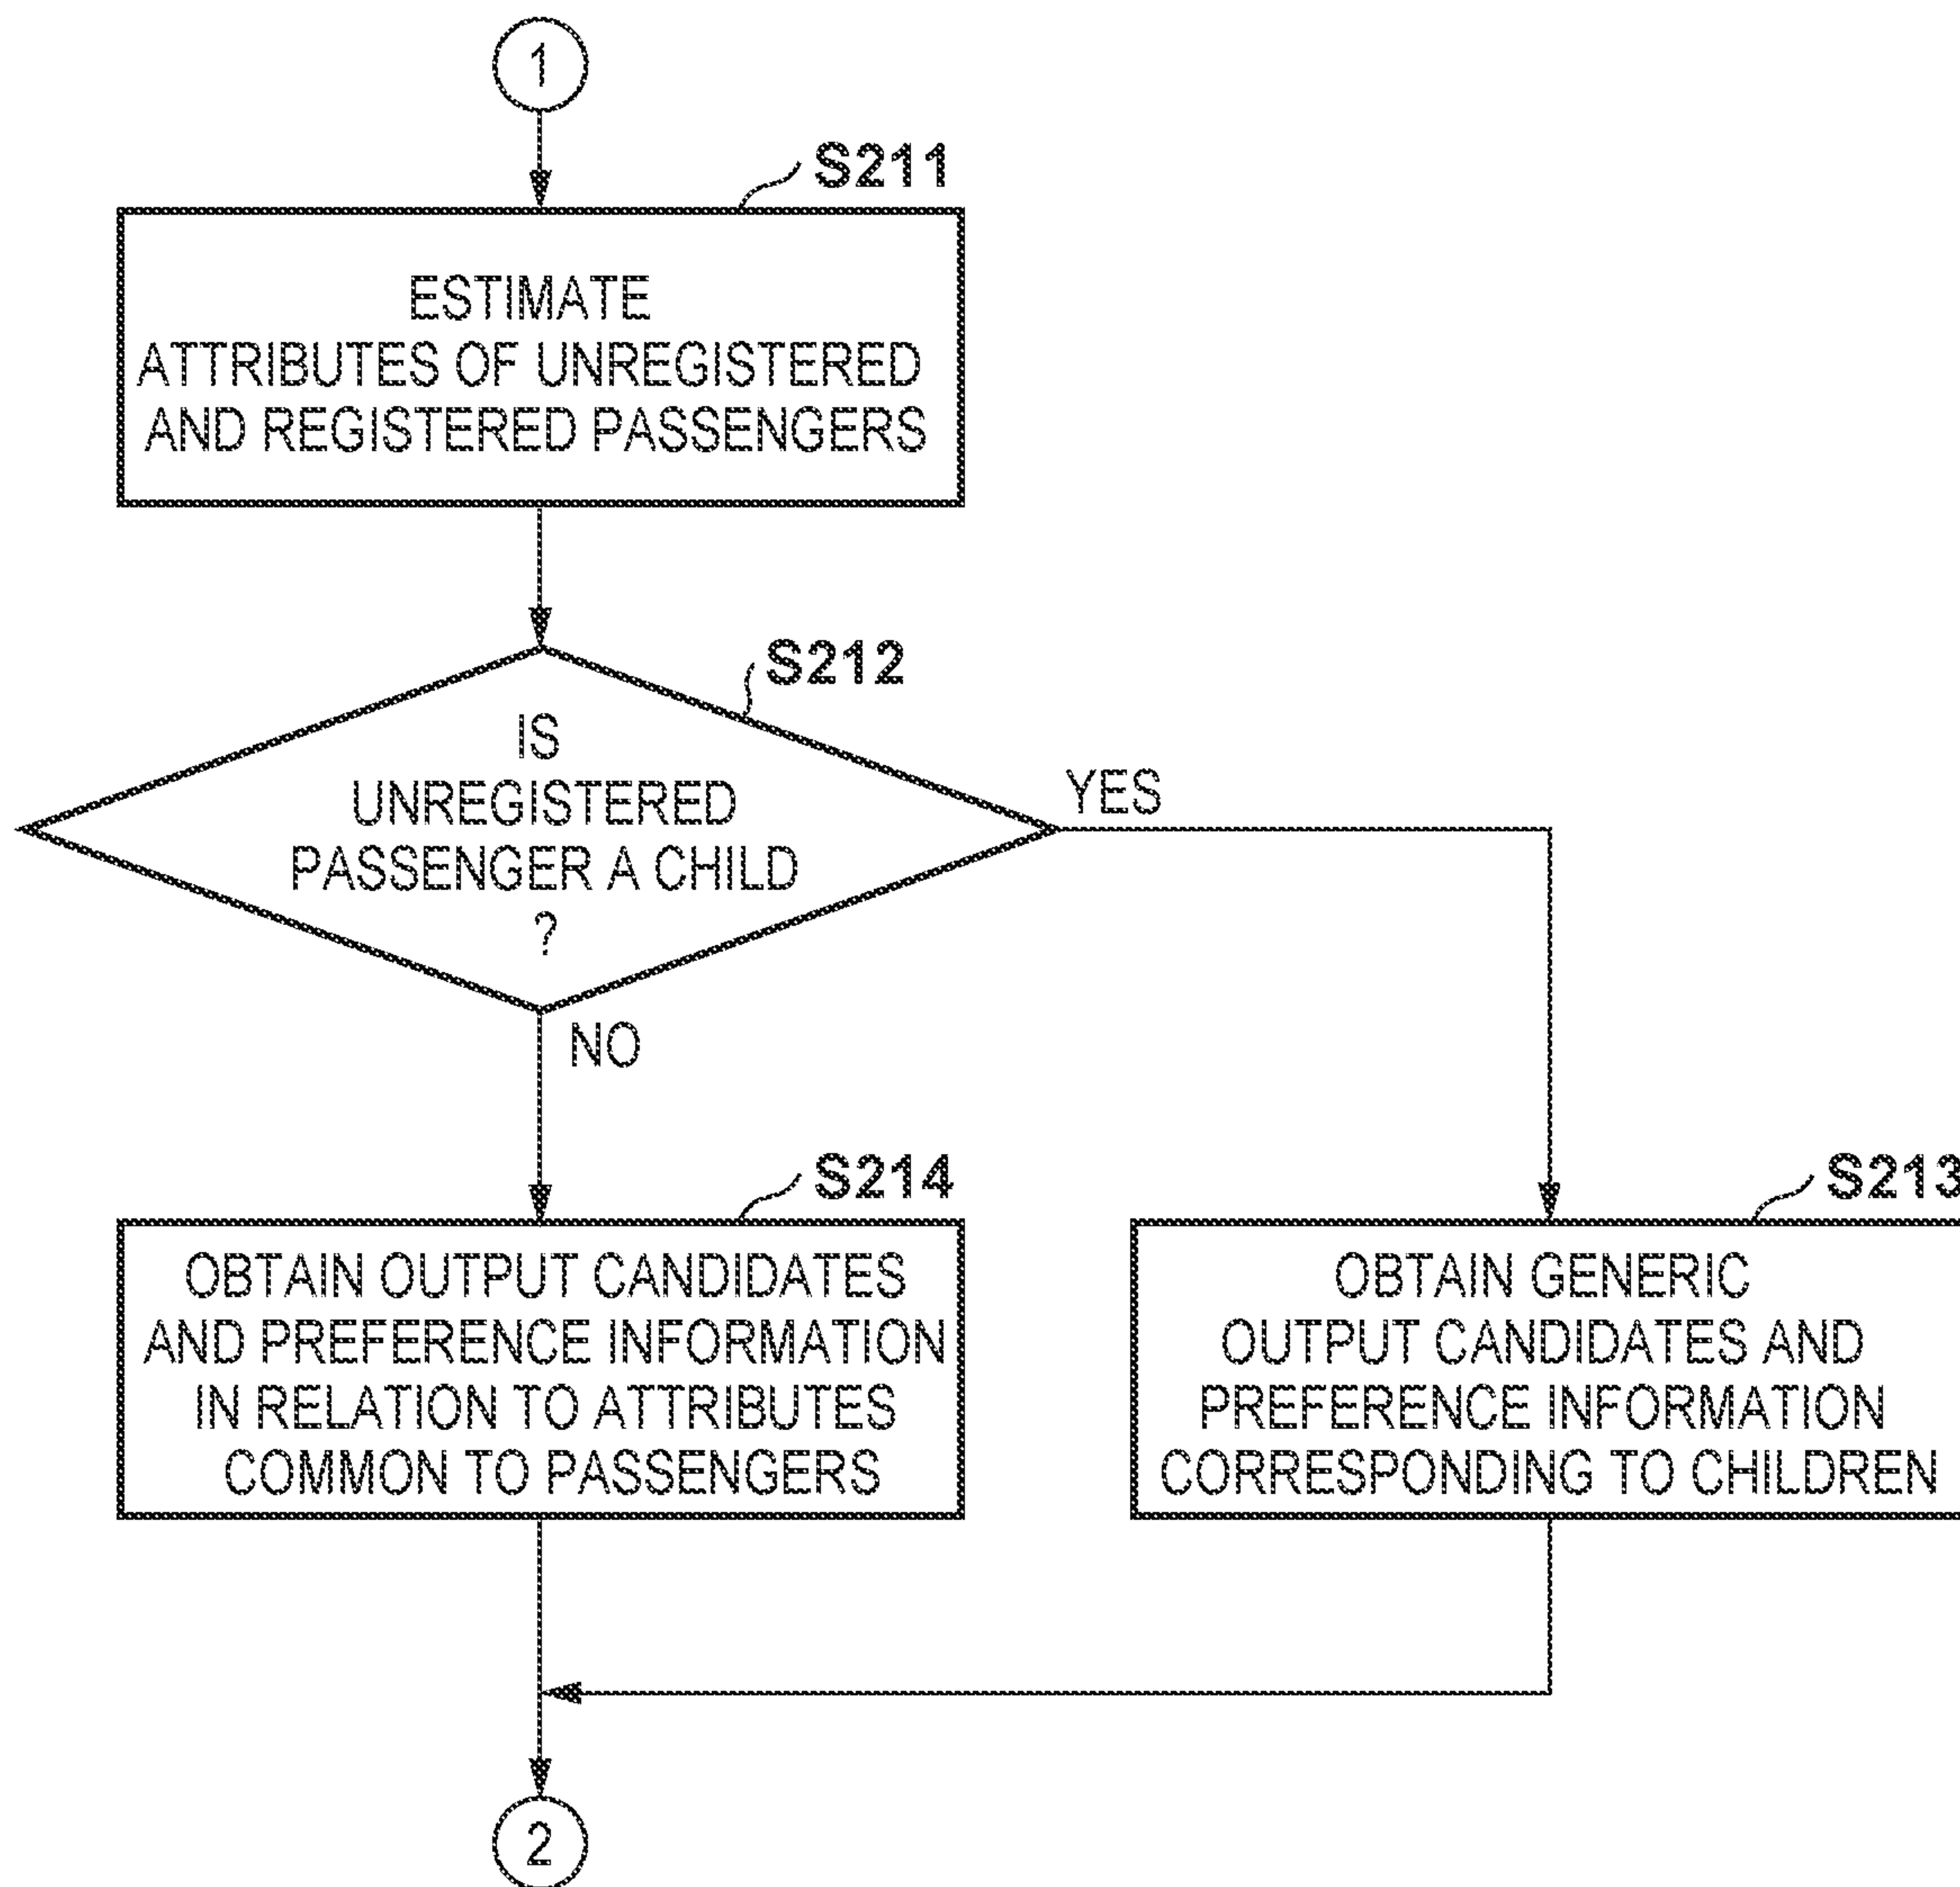 1
S211
ESTIMATE
ATTRIBUTES OF UNREGISTERED
AND REGISTERED PASSENGERS
S212
IS
UNREGISTERED
PASSENGER A CHILD
?
YES
NO
S214
OBTAIN OUTPUT CANDIDATES
AND PREFERENCE INFORMATION
IN RELATION TO ATTRIBUTES
COMMON TO PASSENGERS
S213
OBTAIN GENERIC
OUTPUT CANDIDATES AND
PREFERENCE INFORMATION
CORRESPONDING TO CHILDREN
2